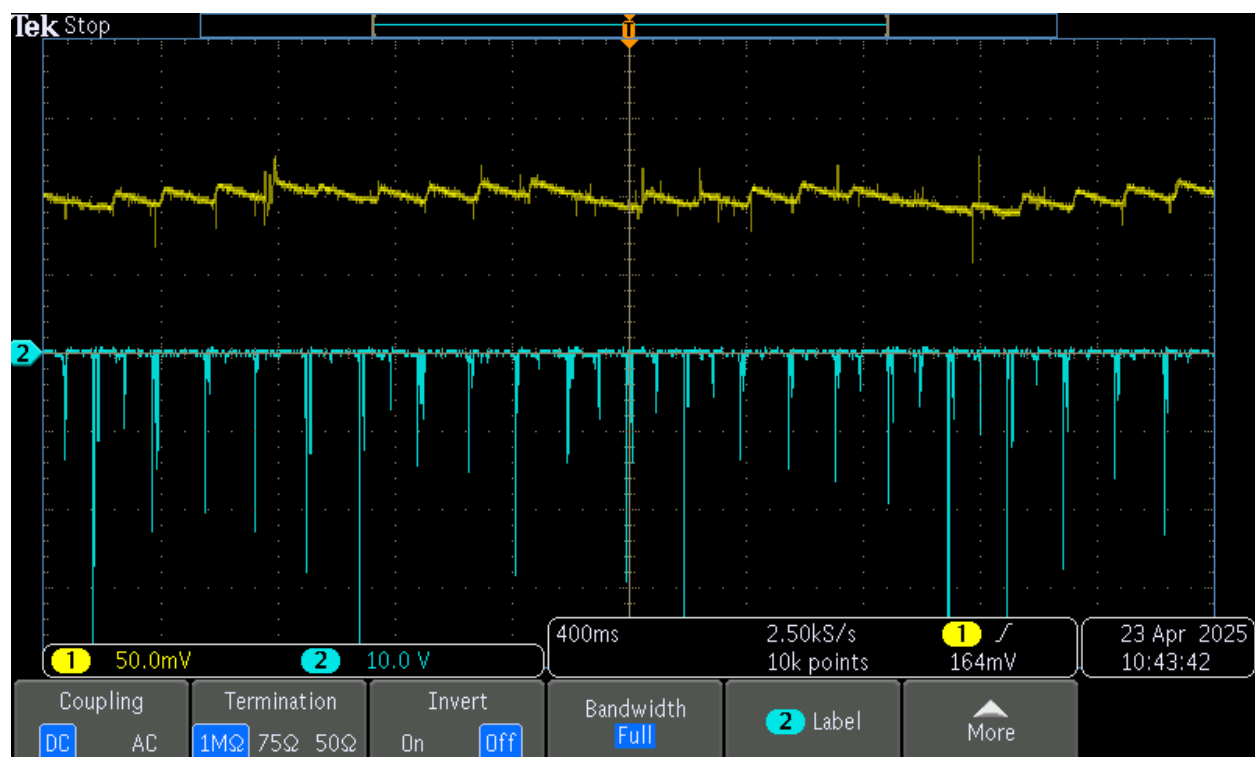 Tek Stop
T
2
400ms 2.50kS/s 1 23 Apr 2025
1 50.0mV 2 10.0 V 10k points 164mV 10:43:42
Coupling Termination Invert Bandwidth 2 Label More
DC AC 1MΩ 75Ω 50Ω On Off Full